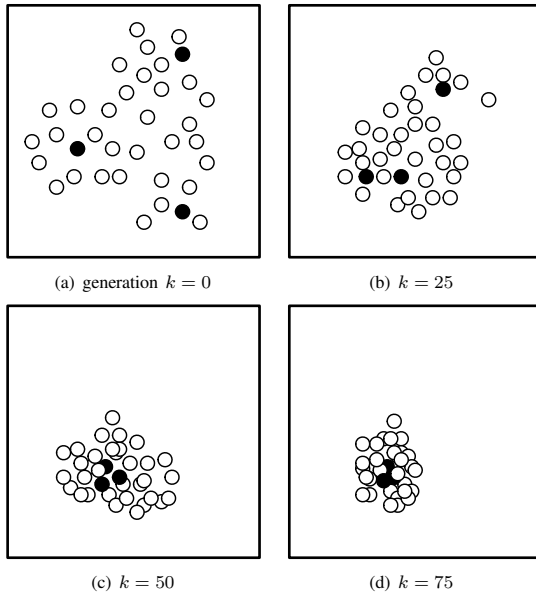 (a) generation k = 0
(b) k = 25
(c) k = 50
(d) k = 75